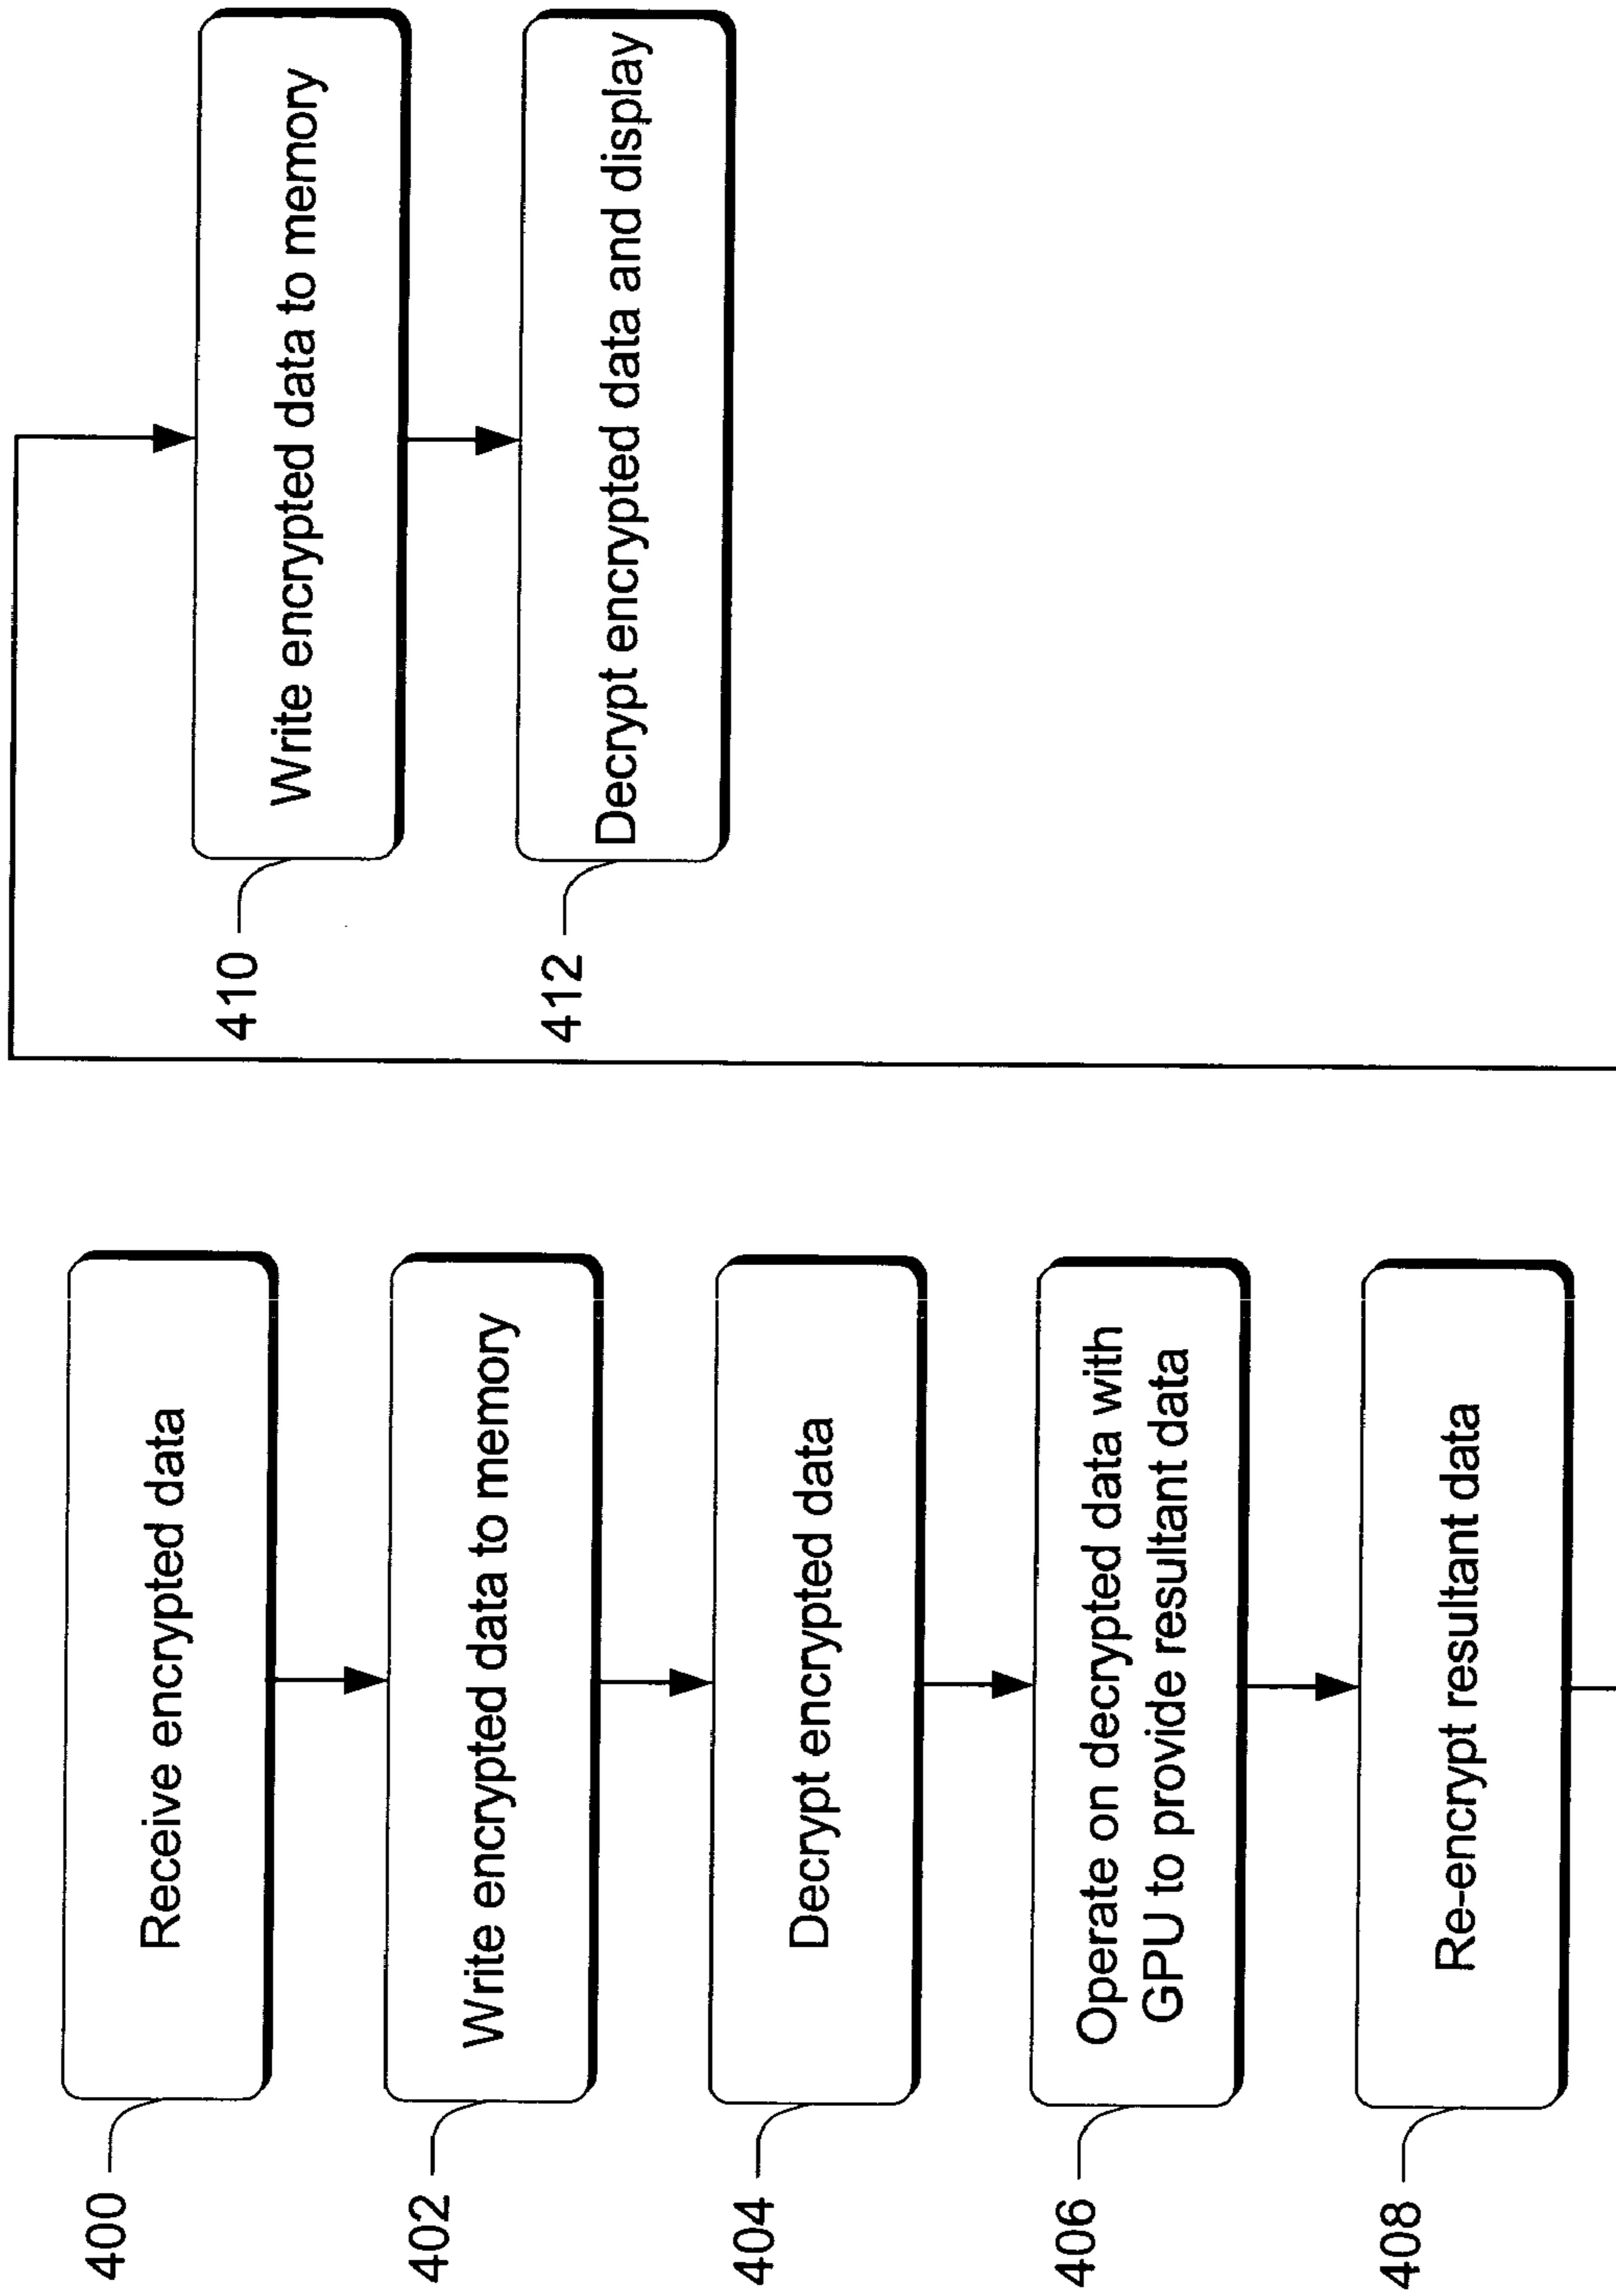 400
Receive encrypted data
402
Write encrypted data to memory
404
Decrypt encrypted data
406
Operate on decrypted data with
GPU to provide resultant data
408
Re-encrypt resultant data
410
Write encrypted data to memory
412
Decrypt encrypted data and display